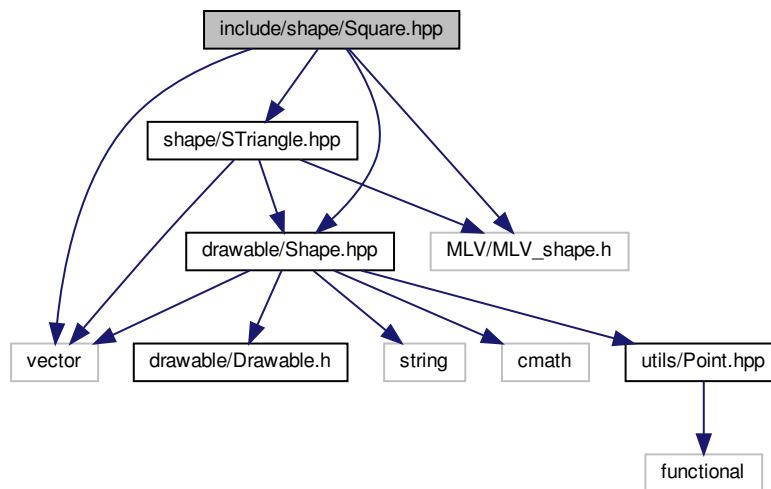 include/shape/Square.hpp
shape/STriangle.hpp
drawable/Shape.hpp
MLV/MLV_shape.h
vector
drawable/Drawable.h
string
cmath
utils/Point.hpp
functional